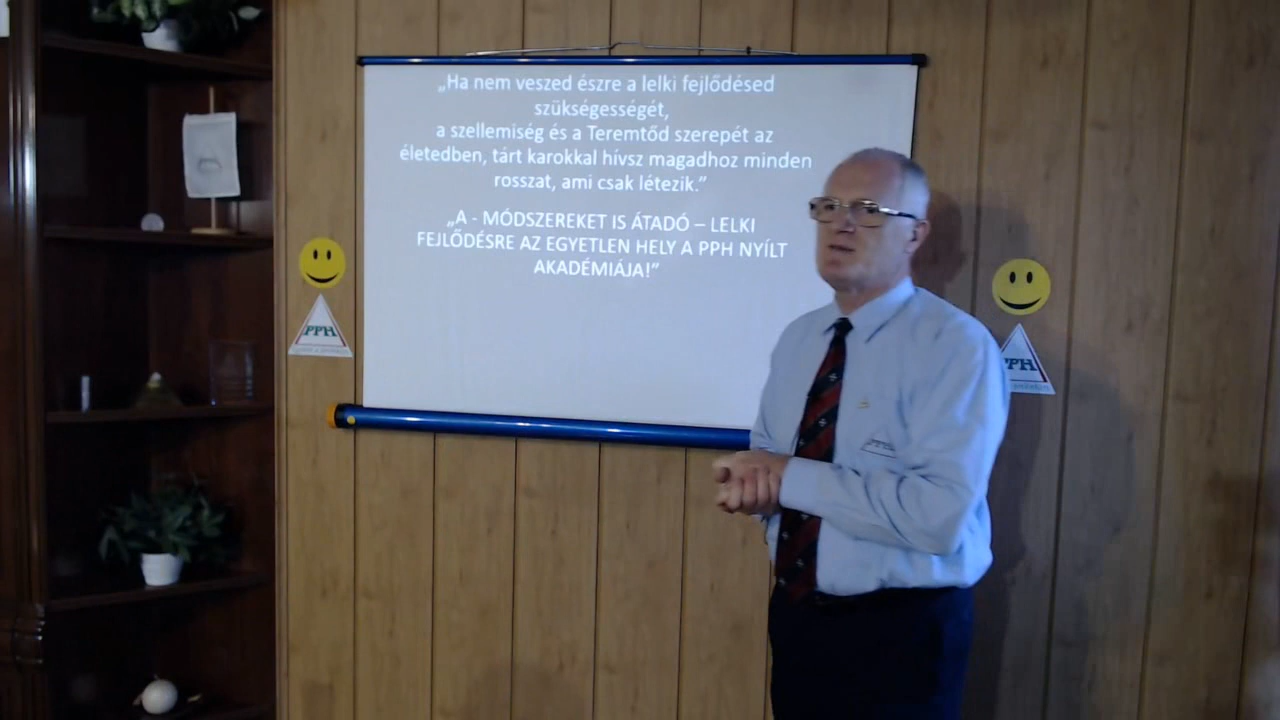 „Ha nem veszed észre a lelki fejlődésed
szükségességét,
a szellemiség és a Teremtőd szerepét az
életedben, tárt karokkal hívsz magadhoz minden
rosszat, ami csak létezik.”
„A - MÓDSZEREKET IS ÁTADÓ – LELKI
FEJLŐDÉSRE AZ EGYETLEN HELY A PPH NYÍLT
AKADÉMIÁJA!”
PPH
PPH
PPH